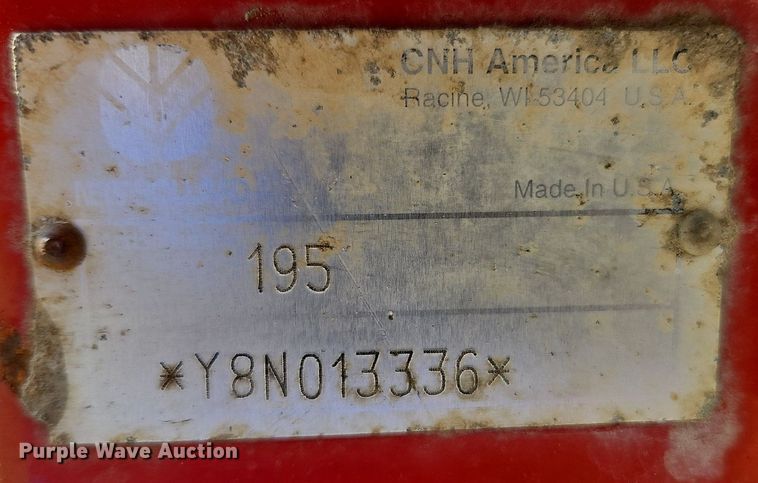 CNH America LLC
Racine, WI 53404 U.S.A.
Made In U.S.A.
195
*Y8N013336*
Purple Wave Auction